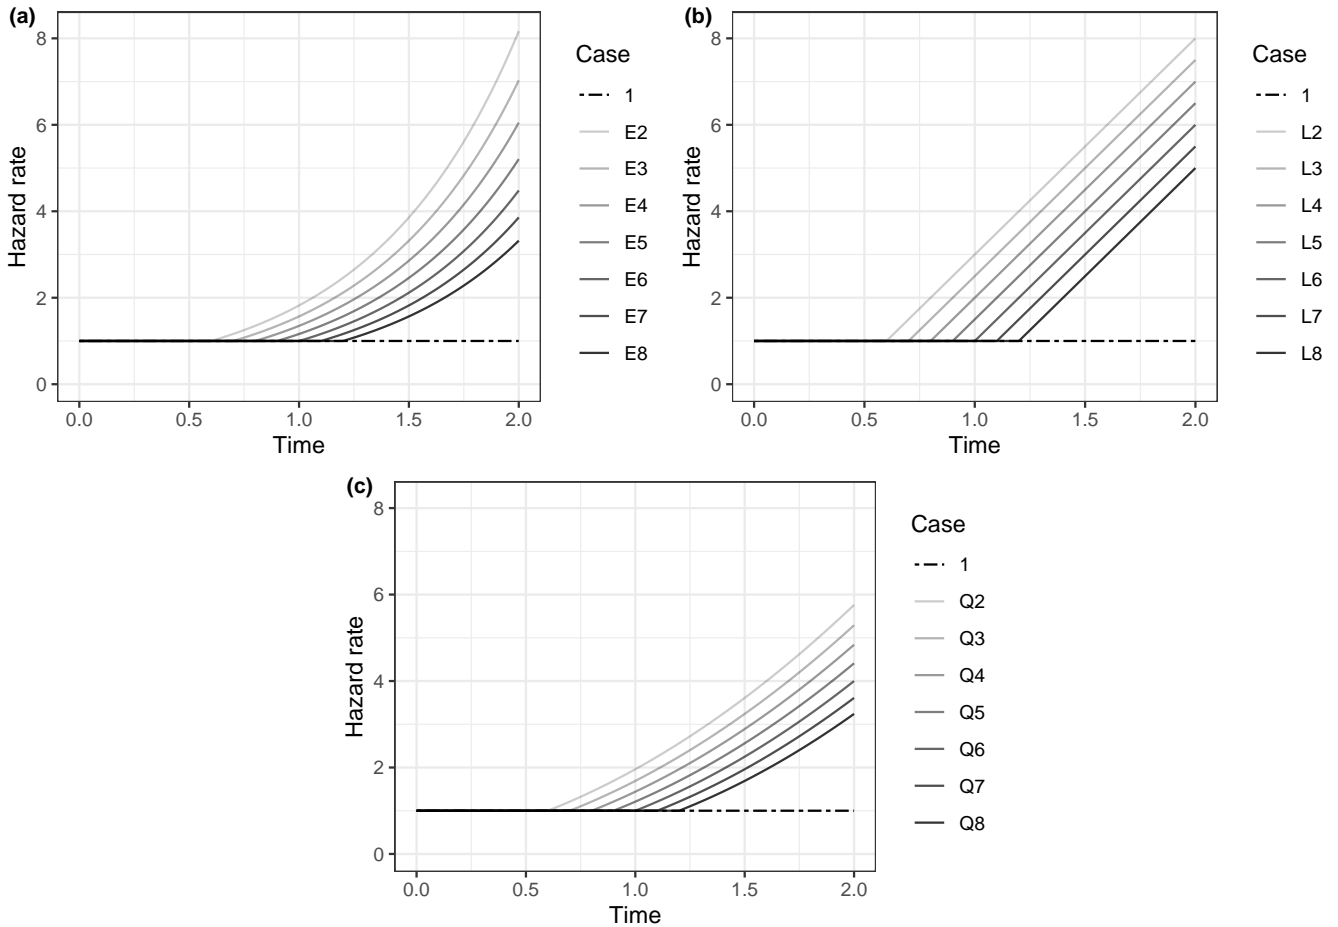 (a)
Hazard rate
8
6
4
2
0
0.0 0.5 1.0 1.5 2.0
Time
Case
1
E2
E3
E4
E5
E6
E7
E8
(b)
Hazard rate
8
6
4
2
0
0.0 0.5 1.0 1.5 2.0
Time
Case
1
L2
L3
L4
L5
L6
L7
L8
(c)
Hazard rate
8
6
4
2
0
0.0 0.5 1.0 1.5 2.0
Time
Case
1
Q2
Q3
Q4
Q5
Q6
Q7
Q8